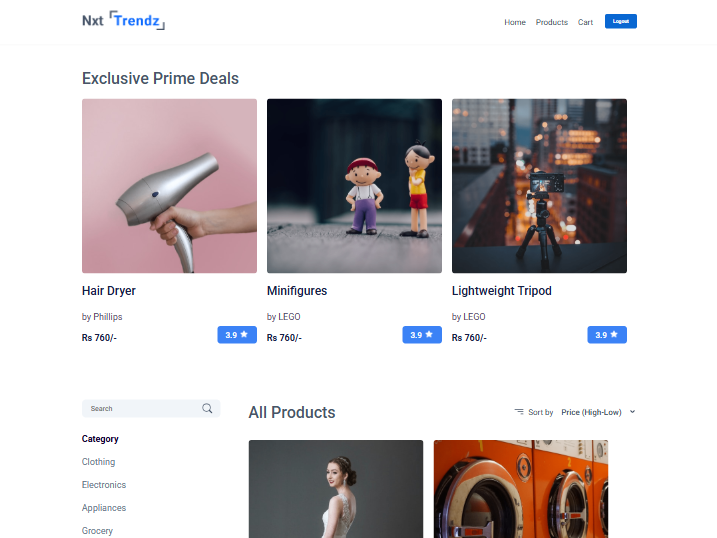 Nxt Trendz
Home Products Cart Logout
Exclusive Prime Deals
Hair Dryer Minifigures Lightweight Tripod
by Phillips by LEGO by LEGO
Rs 760/- 3.9 Rs 760/- 3.9 Rs 760/- 3.9
Search
All Products
Sort by Price (High-Low)
Category
Clothing
Electronics
Appliances
Grocery